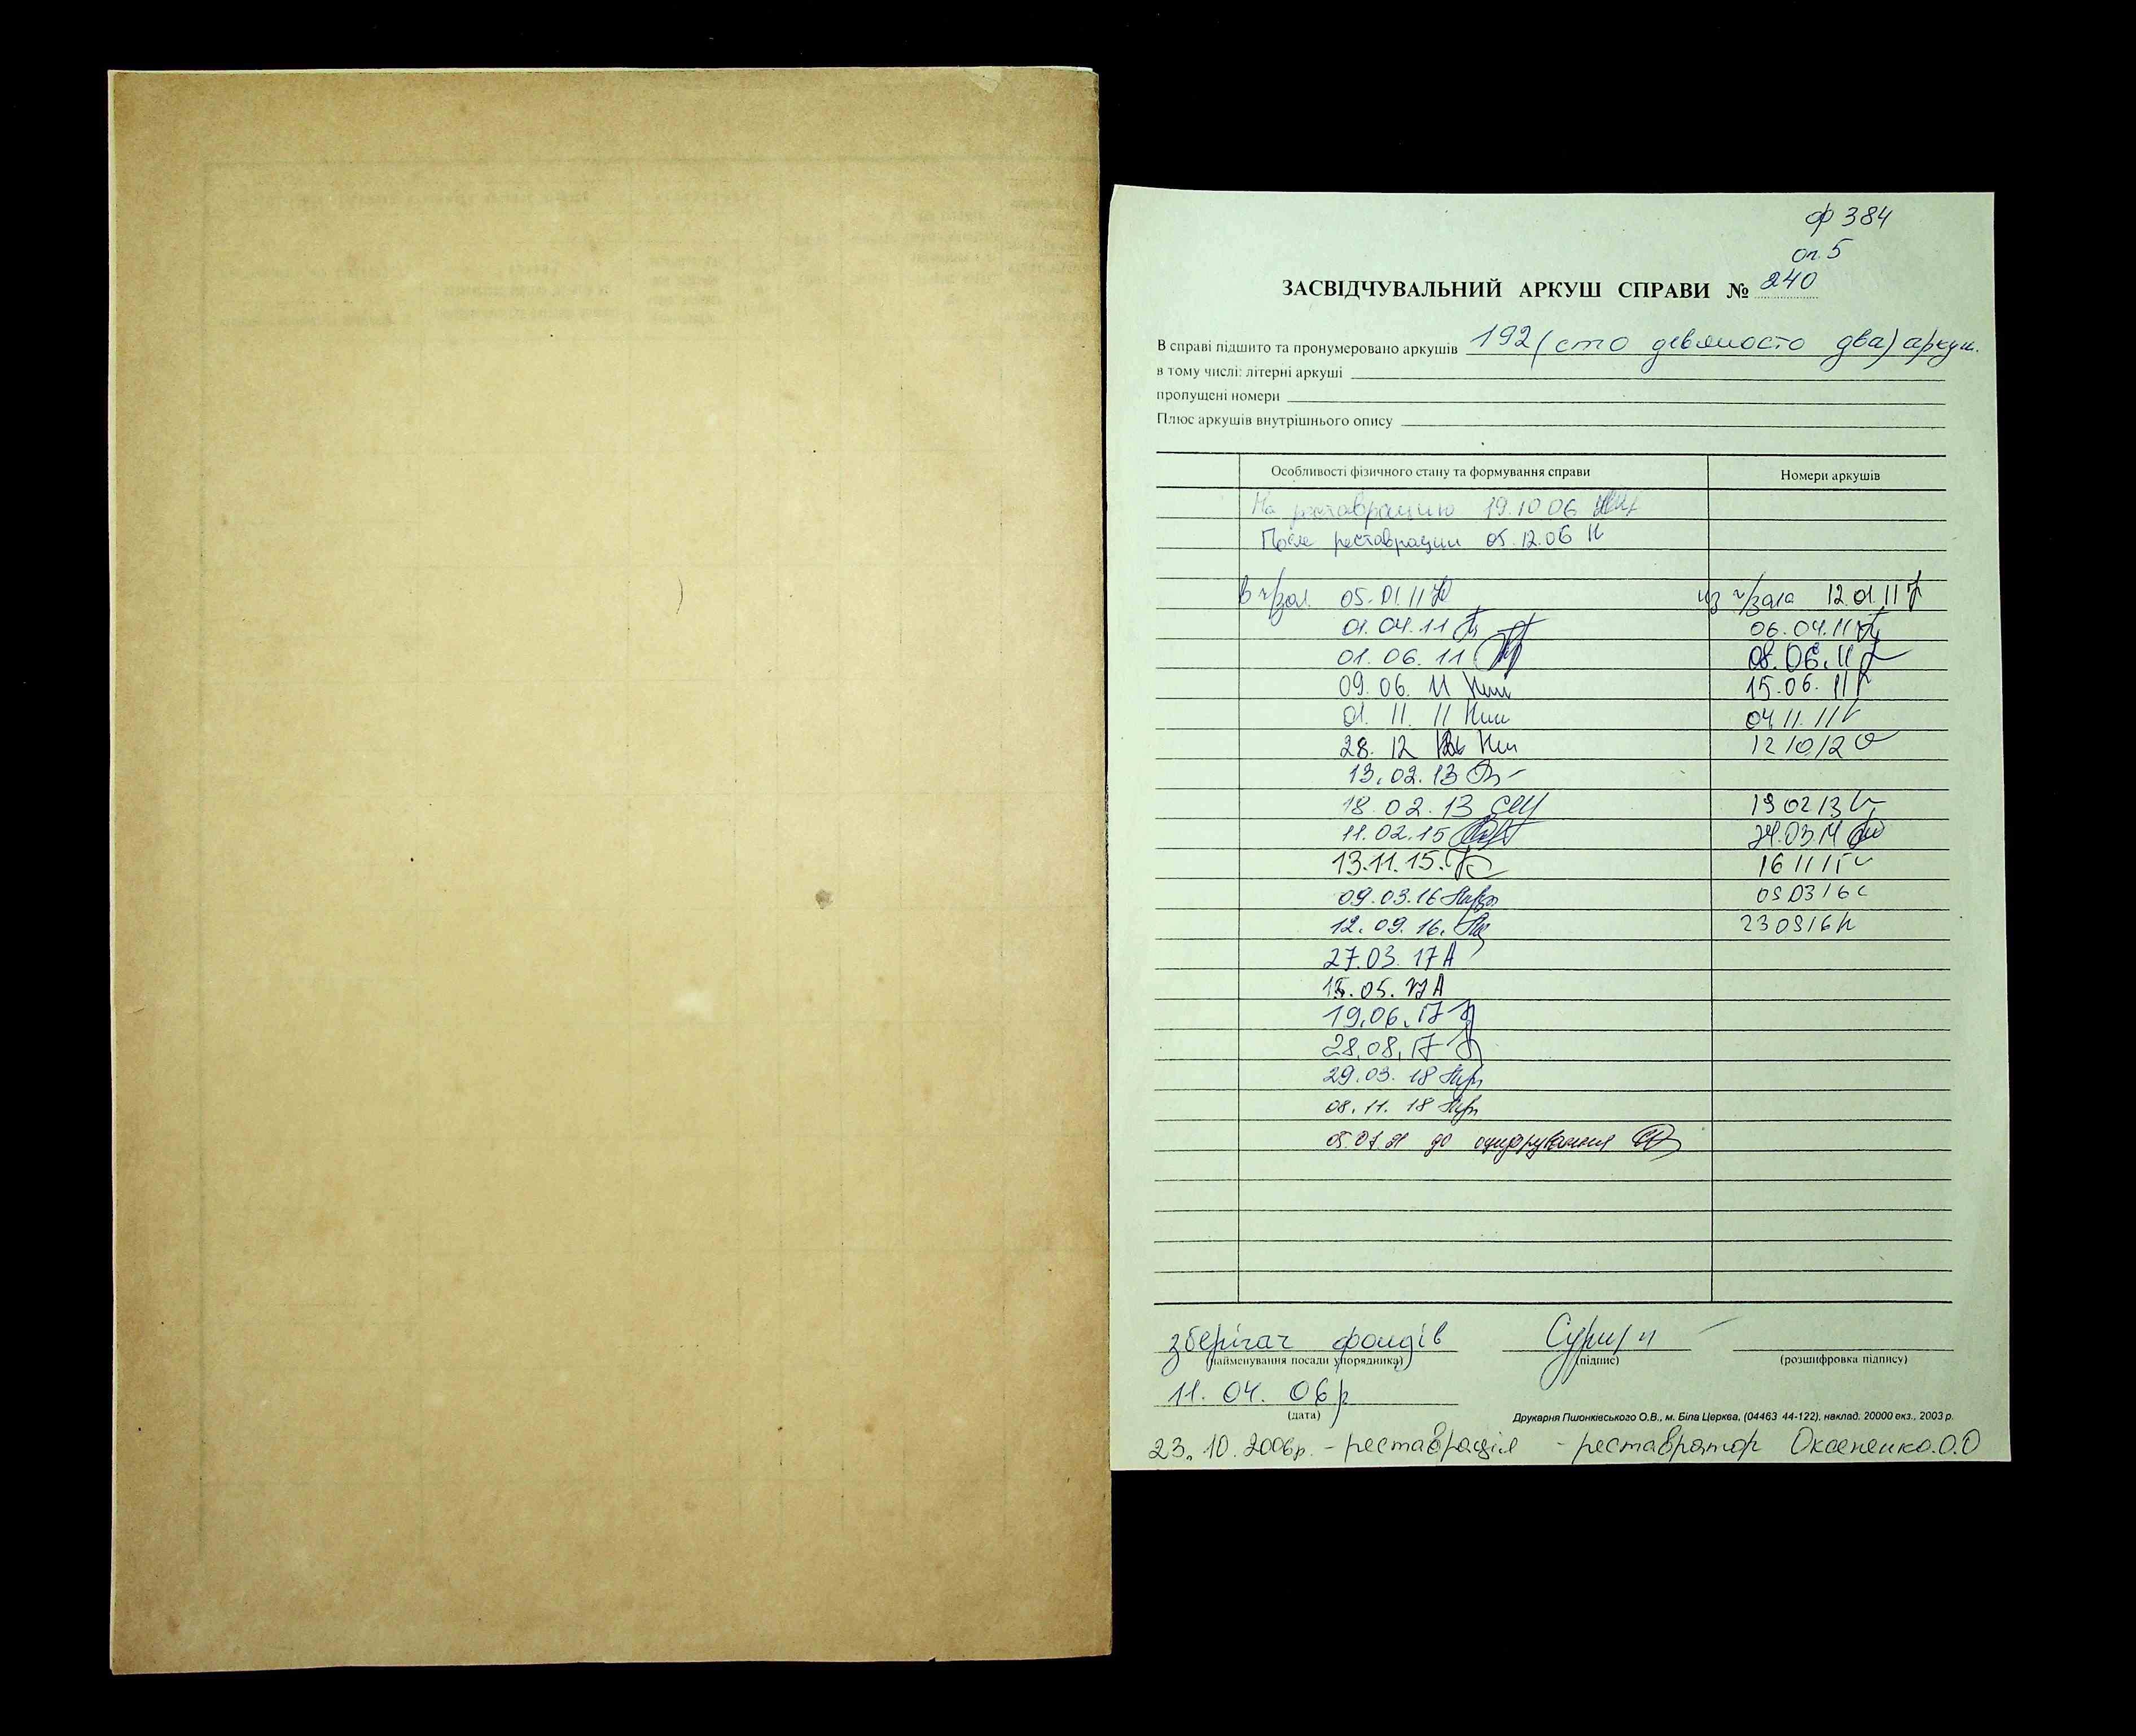 ф 384
оп. 5
ЗАСВІДЧУВАЛЬНИЙ АРКУШ СПРАВИ № 240
В справі підшито та пронумеровано аркушів 192 (сто девяносто два) аркуш.
в тому числі: літерні аркуші
пропущені номери
Плюс аркушів внутрішнього опису
Особливості фізичного стану та формування справи Номери аркушів
На реставрацию 19.10 06
После реставрации 05.12.06
в ч/зал 05.01.11 из ч/зала 12.01.11
01.04.11 06.04.11
01.06.11 08.06.11
09.06.11 15.06.11
01.11.11 04.11.11
28.12 12 10/2
13.02.13
18.02.13 19 02 13
11.02.15 24.03.14
13.11.15. 16 11 15
09.03.16
12.09.16. 23 09 16
27.03.17
15.05.17
19.06.17
28.08.17
29.03.18
08.11.18
05.07.21 до оцифрування
зберігач фондів
(найменування посади упорядника) (підпис) (розшифровка підпису)
11.04.06р
(дата)
Друкарня Пшонківського О.В., м. Біла Церква, (04463 44-122), наклад. 20000 екз., 2003 р.
23.10.2006р. - реставрація - реставратор Оксененко.О.О